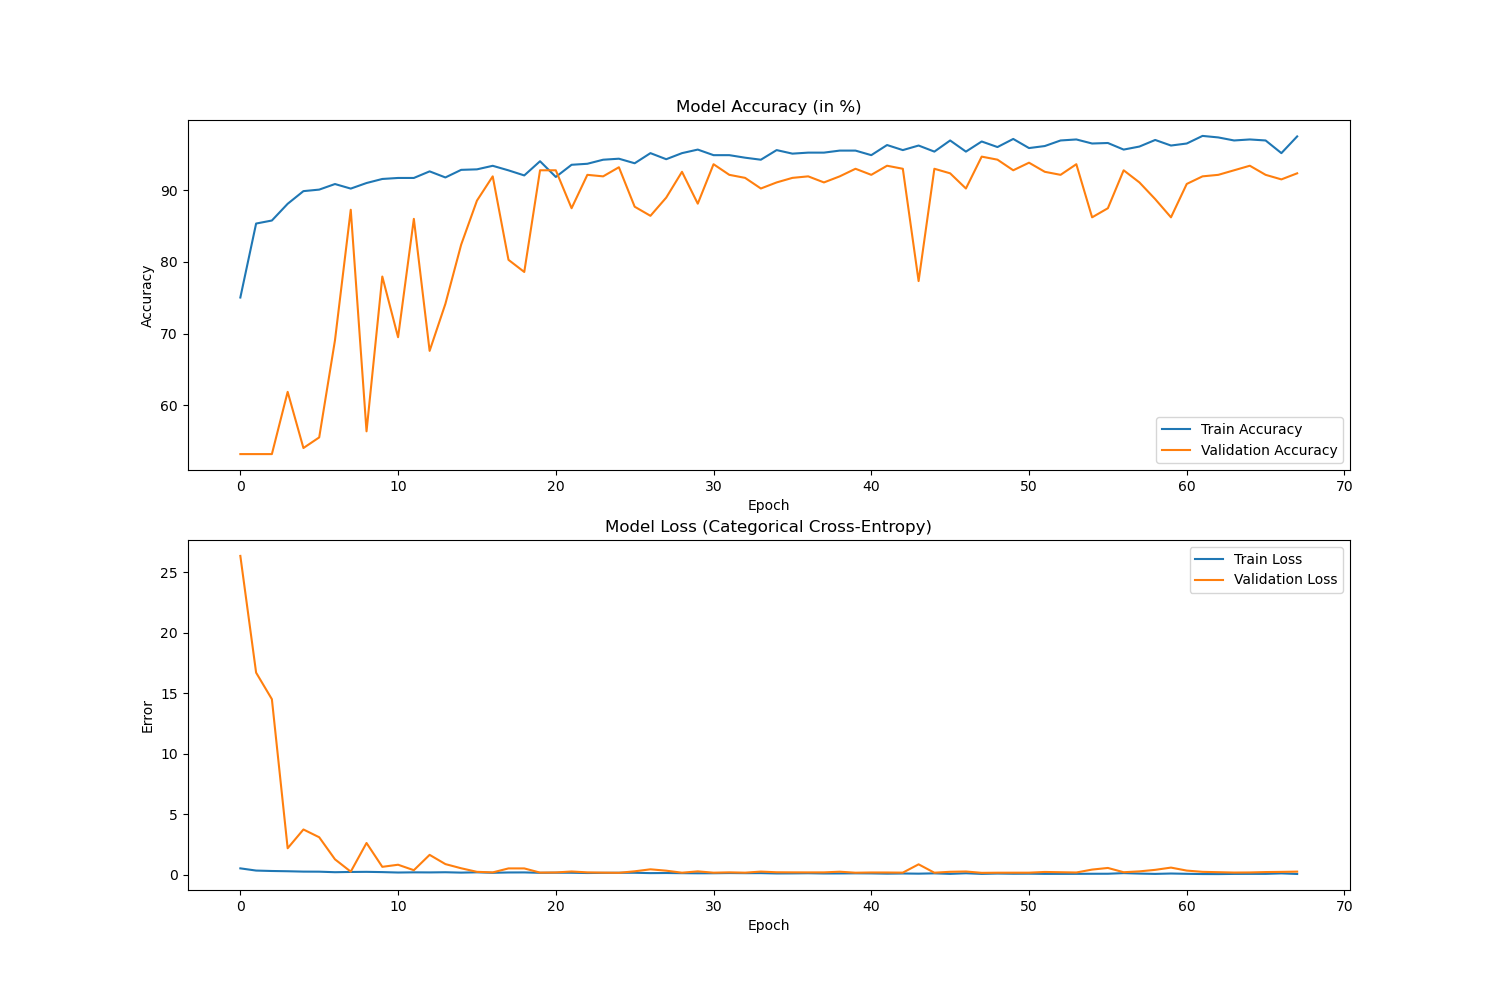 Model Accuracy (in %)
Accuracy
90
80
70
60
Train Accuracy
Validation Accuracy
0 10 20 30 40 50 60 70
Epoch
Model Loss (Categorical Cross-Entropy)
Error
25
20
15
10
5
0
Train Loss
Validation Loss
0 10 20 30 40 50 60 70
Epoch